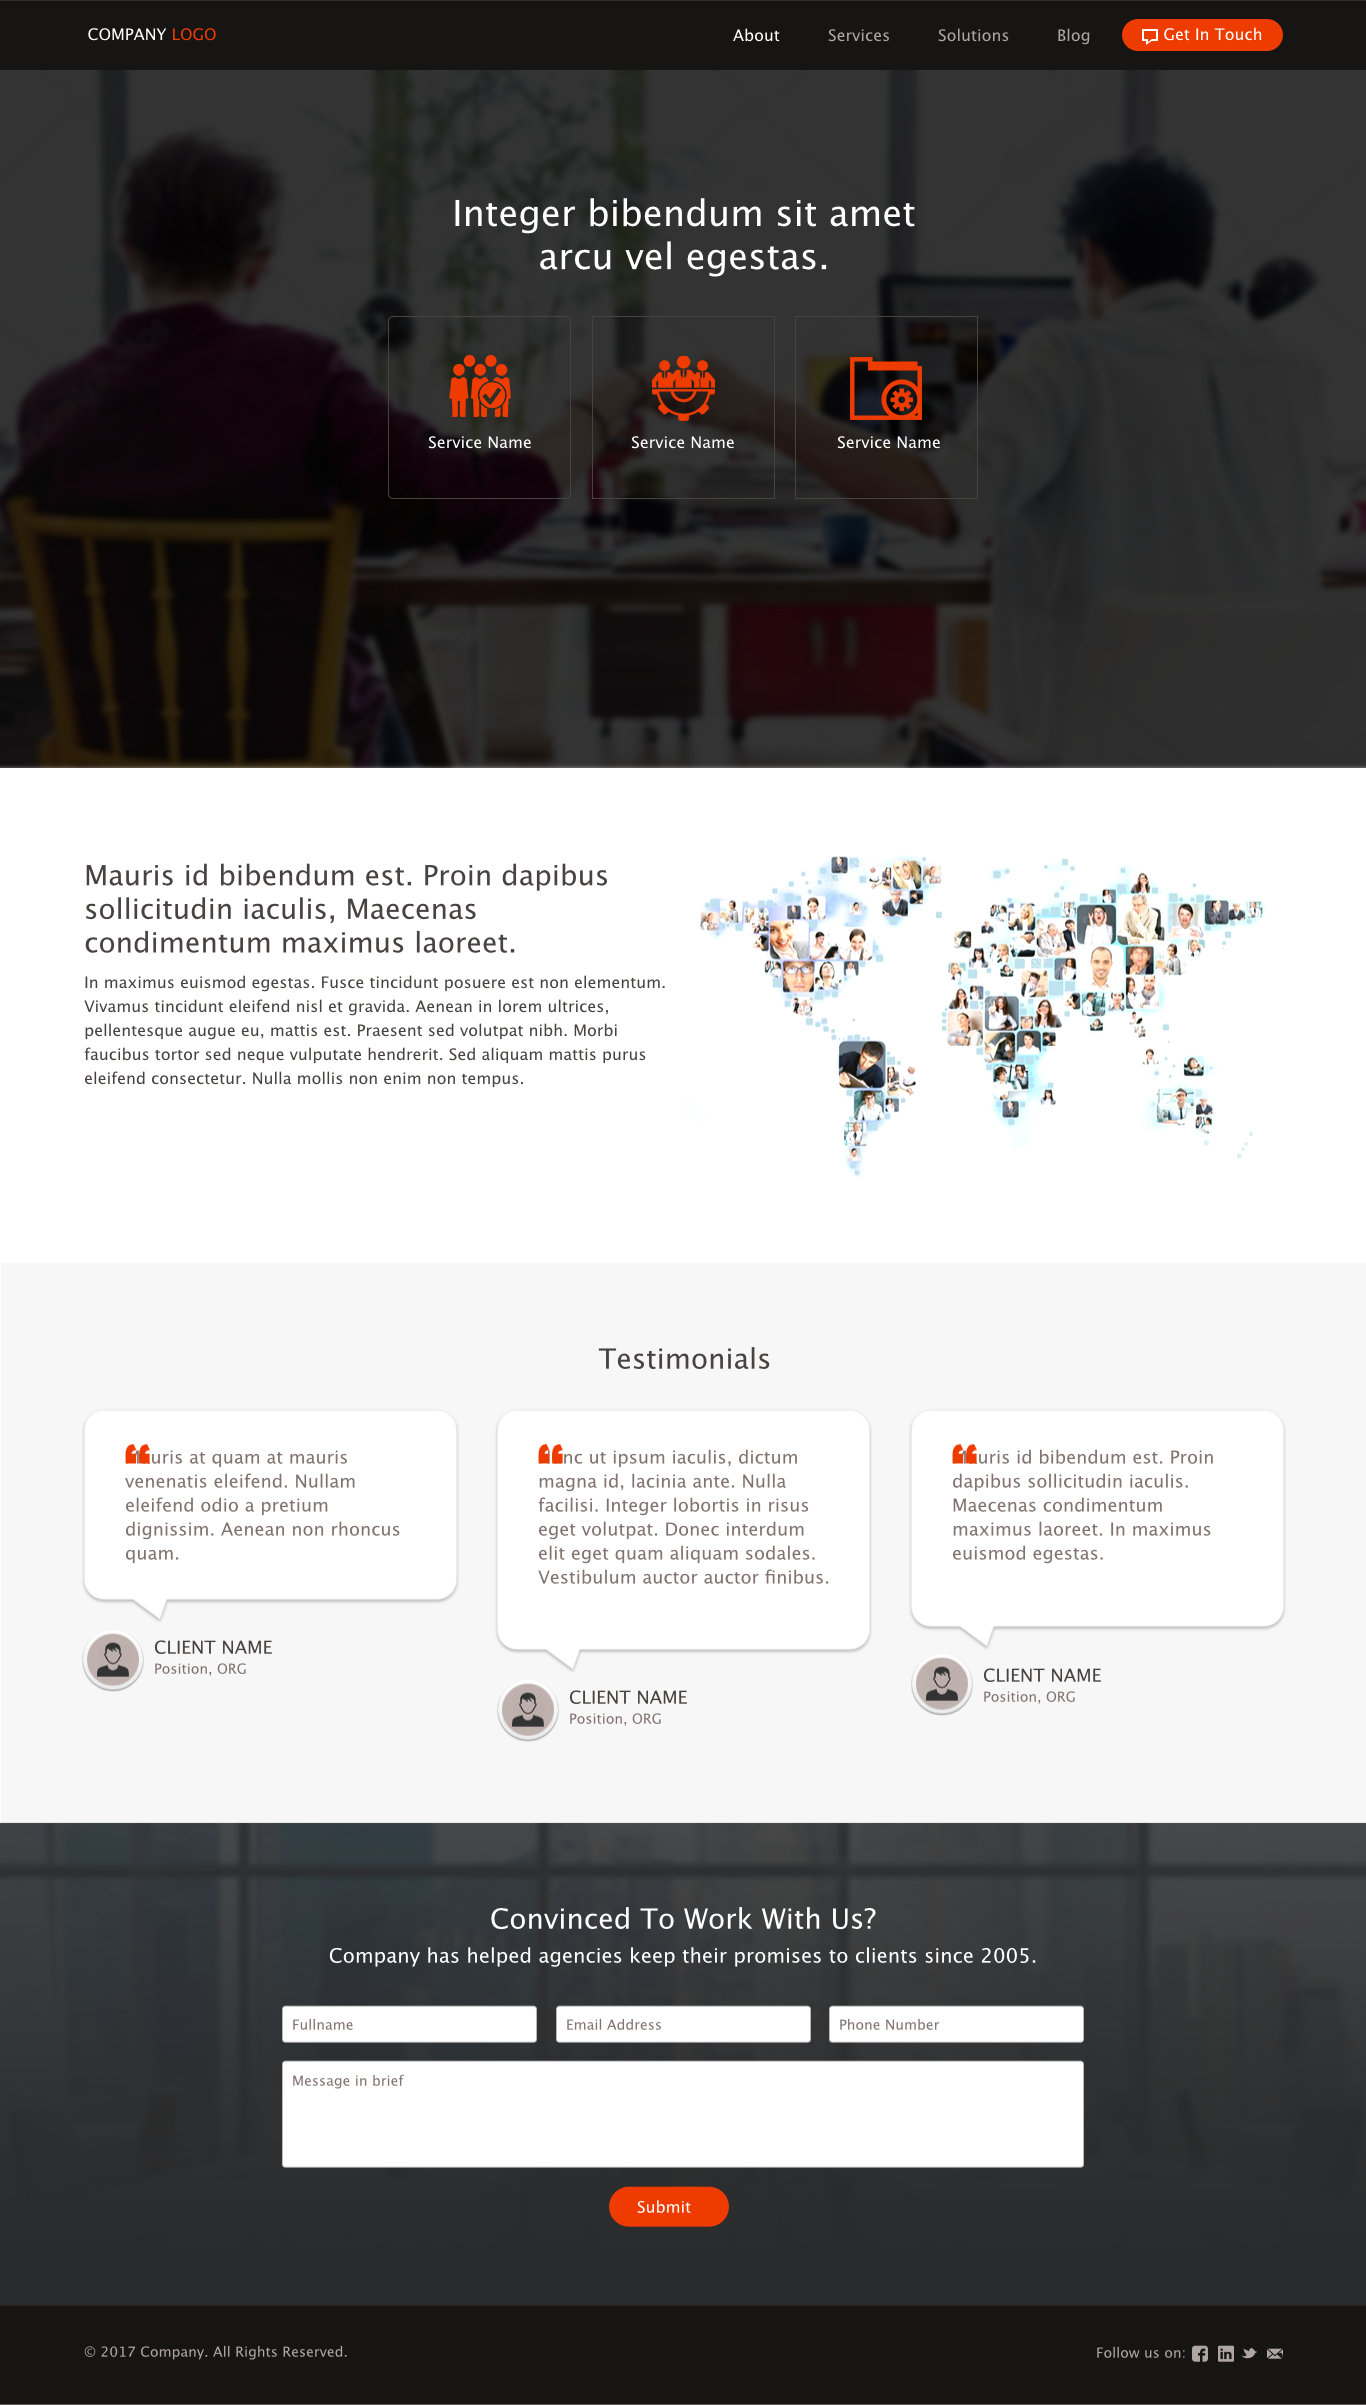 COMPANY LOGO
About
Services
Solutions
Blog
Get In Touch
Integer bibendum sit amet
arcu vel egestas.
Service Name
Service Name
Service Name
Mauris id bibendum est. Proin dapibus
sollicitudin iaculis, Maecenas
condimentum maximus laoreet.
In maximus euismod egestas. Fusce tincidunt posuere est non elementum.
Vivamus tincidunt eleifend nisl et gravida. Aenean in lorem ultrices,
pellentesque augue eu, mattis est. Praesent sed volutpat nibh. Morbi
faucibus tortor sed neque vulputate hendrerit. Sed aliquam mattis purus
eleifend consectetur. Nulla mollis non enim non tempus.
Testimonials
at quam at mauris
venenatis eleifend. Nullam
eleifend odio a pretium
dignissim. Aenean non rhoncus
quam.
CLIENT NAME
Position, ORG
ut ipsum iaculis, dictum
magna id, lacinia ante. Nulla
facilisi. Integer lobortis in risus
eget volutpat. Donec interdum
elit eget quam aliquam sodales.
Vestibulum auctor auctor finibus.
CLIENT NAME
Position, ORG
id bibendum est. Proin
dapibus sollicitudin iaculis.
Maecenas condimentum
maximus laoreet. In maximus
euismod egestas.
CLIENT NAME
Position, ORG
Convinced To Work With Us?
Company has helped agencies keep their promises to clients since 2005.
Fullname
Email Address
Phone Number
Message in brief
Submit
© 2017 Company. All Rights Reserved.
Follow us on: